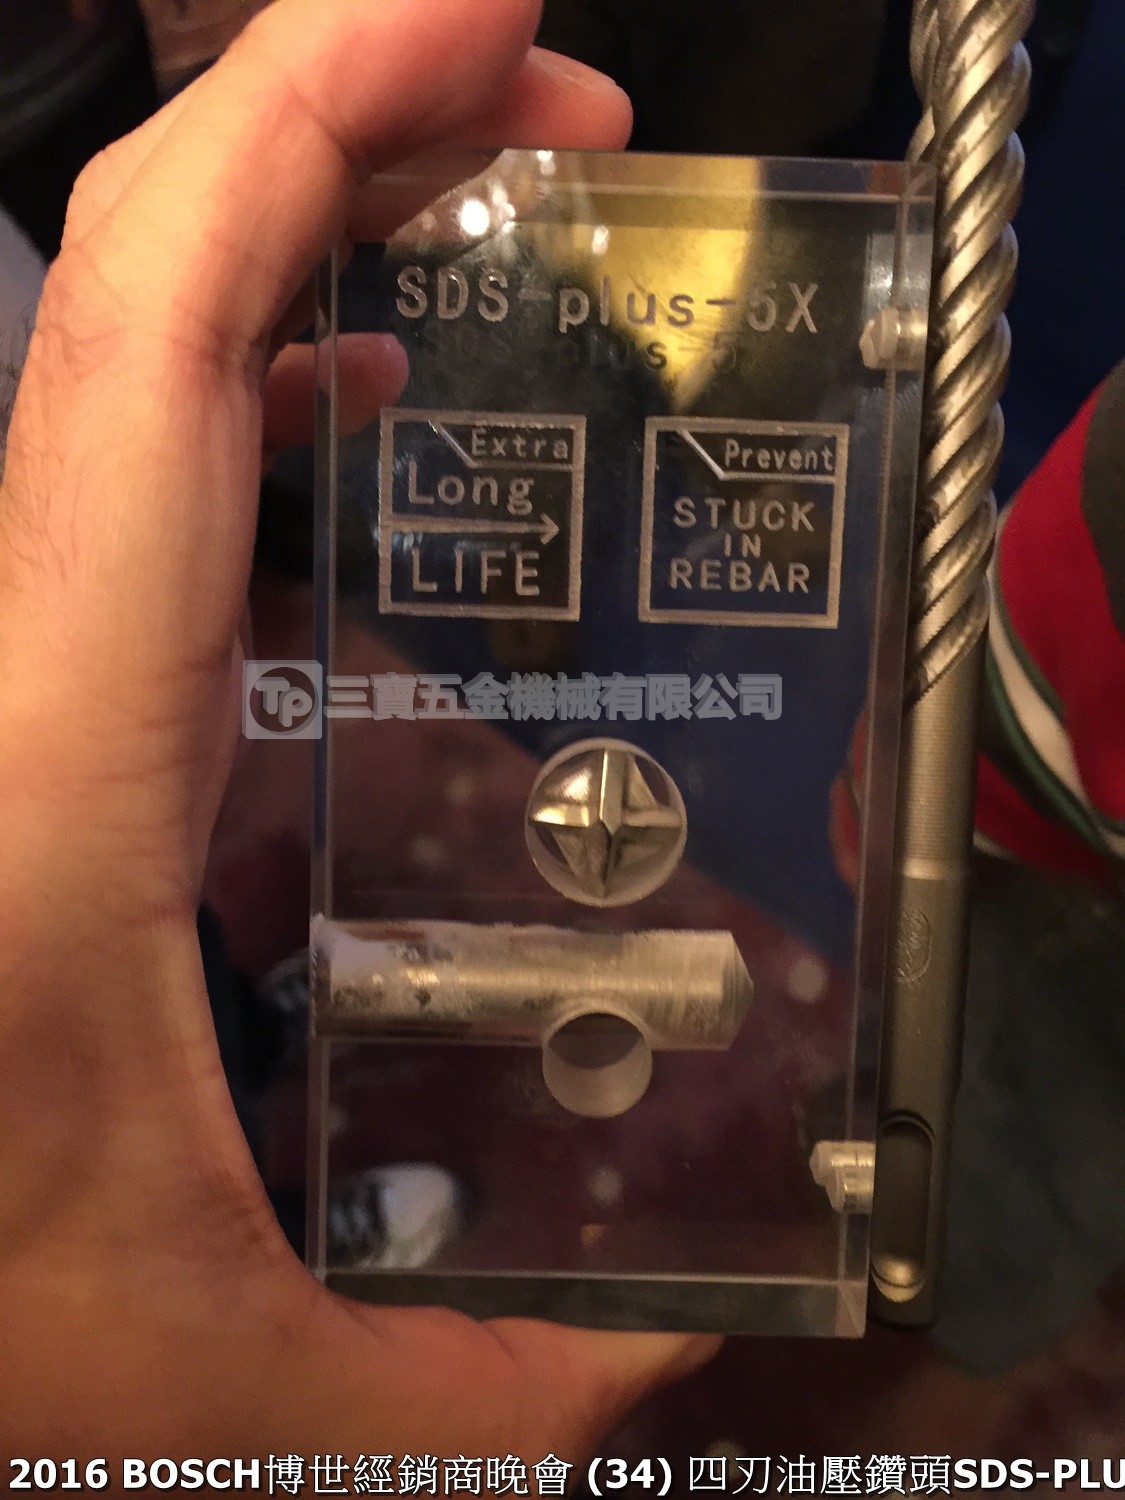 SDS-plus-5X
Extra
Long
LIFE
Prevent
STUCK
IN
REBAR
TP 三寶五金機械有限公司
2016 BOSCH博世經銷商晚會 (34) 四刃油壓鑽頭SDS-PLU